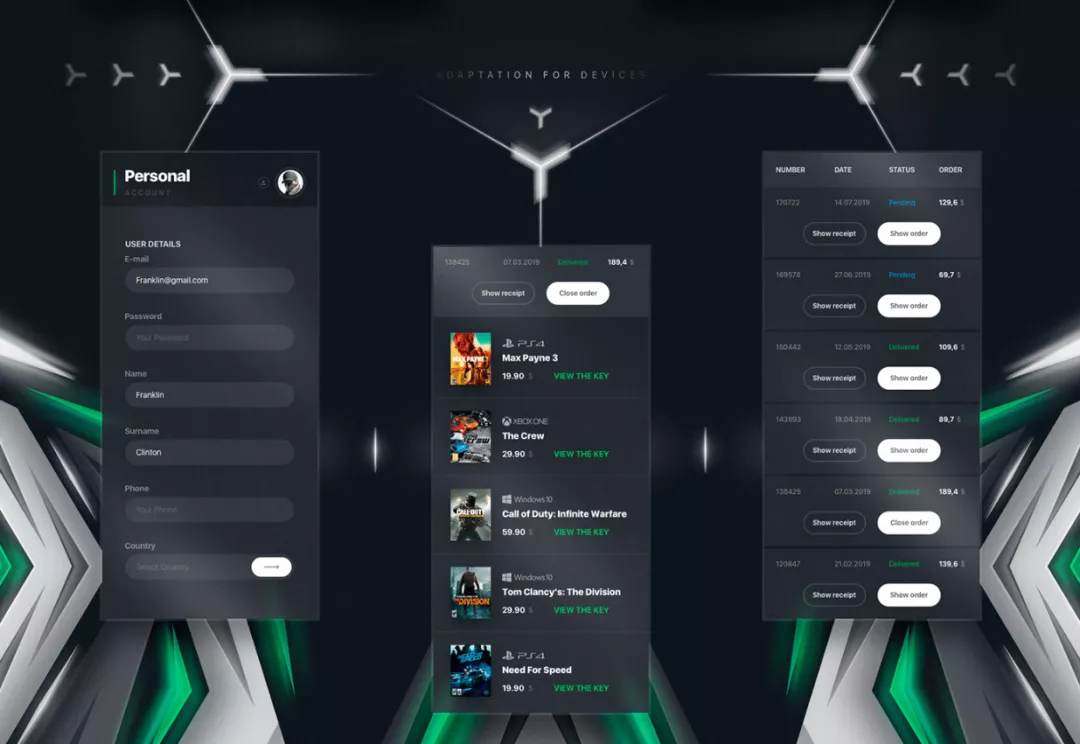 ADAPTATION FOR DEVICES
Personal
ACCOUNT
USER DETAILS
E-mail
Franklin@gmail.com
Password
Your Password
Name
Franklin
Surname
Clinton
Phone
Your Phone
Country
Select Country
138425 07.03.2019 Delivered 189,4 $
Show receipt Close order
MAX PAYNE 3
PS4
Max Payne 3
19.90 $ VIEW THE KEY
XBOX ONE
The Crew
29.90 $ VIEW THE KEY
CALL OF DUTY
Windows 10
Call of Duty: Infinite Warfare
59.90 $ VIEW THE KEY
DIVISION
Windows 10
Tom Clancy's: The Division
29.90 $ VIEW THE KEY
PS4
Need For Speed
19.90 $ VIEW THE KEY
NUMBER DATE STATUS ORDER
170722 14.07.2019 Pending 129,6 $
Show receipt Show order
169578 27.06.2019 Pending 69,7 $
Show receipt Show order
150442 12.05.2019 Delivered 109,6 $
Show receipt Show order
143693 18.04.2019 Delivered 89,7 $
Show receipt Show order
138425 07.03.2019 Delivered 189,4 $
Show receipt Close order
120847 21.02.2019 Delivered 139,6 $
Show receipt Show order